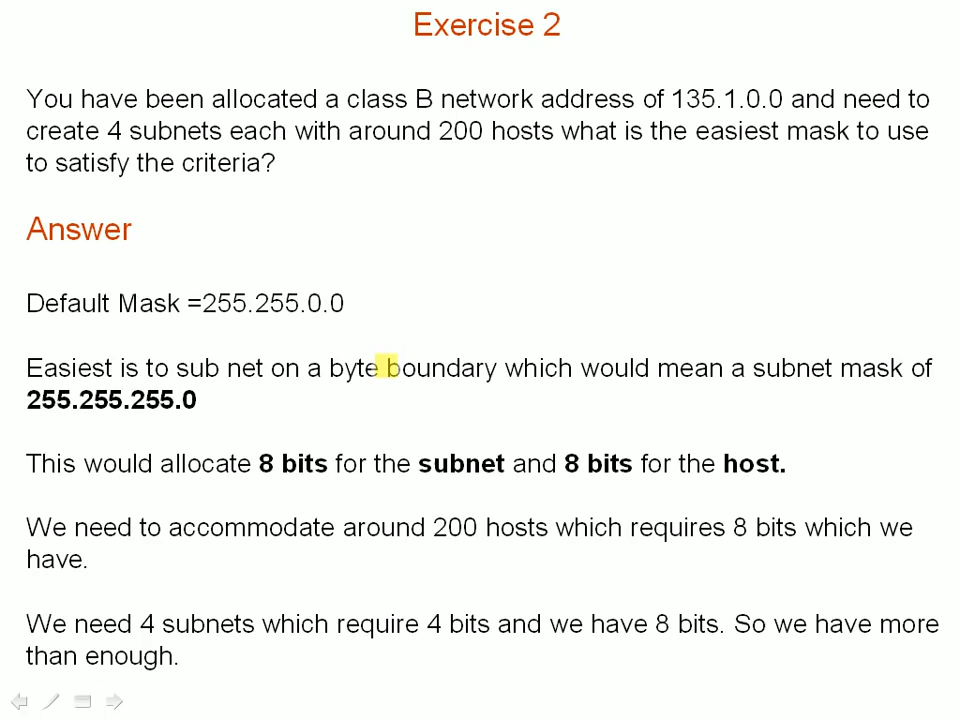 Exercise 2
You have been allocated a class B network address of 135.1.0.0 and need to
create 4 subnets each with around 200 hosts what is the easiest mask to use
to satisfy the criteria?
Answer
Default Mask =255.255.0.0
Easiest is to sub net on a byte boundary which would mean a subnet mask of
255.255.255.0
This would allocate 8 bits for the subnet and 8 bits for the host.
We need to accommodate around 200 hosts which requires 8 bits which we
have.
We need 4 subnets which require 4 bits and we have 8 bits. So we have more
than enough.